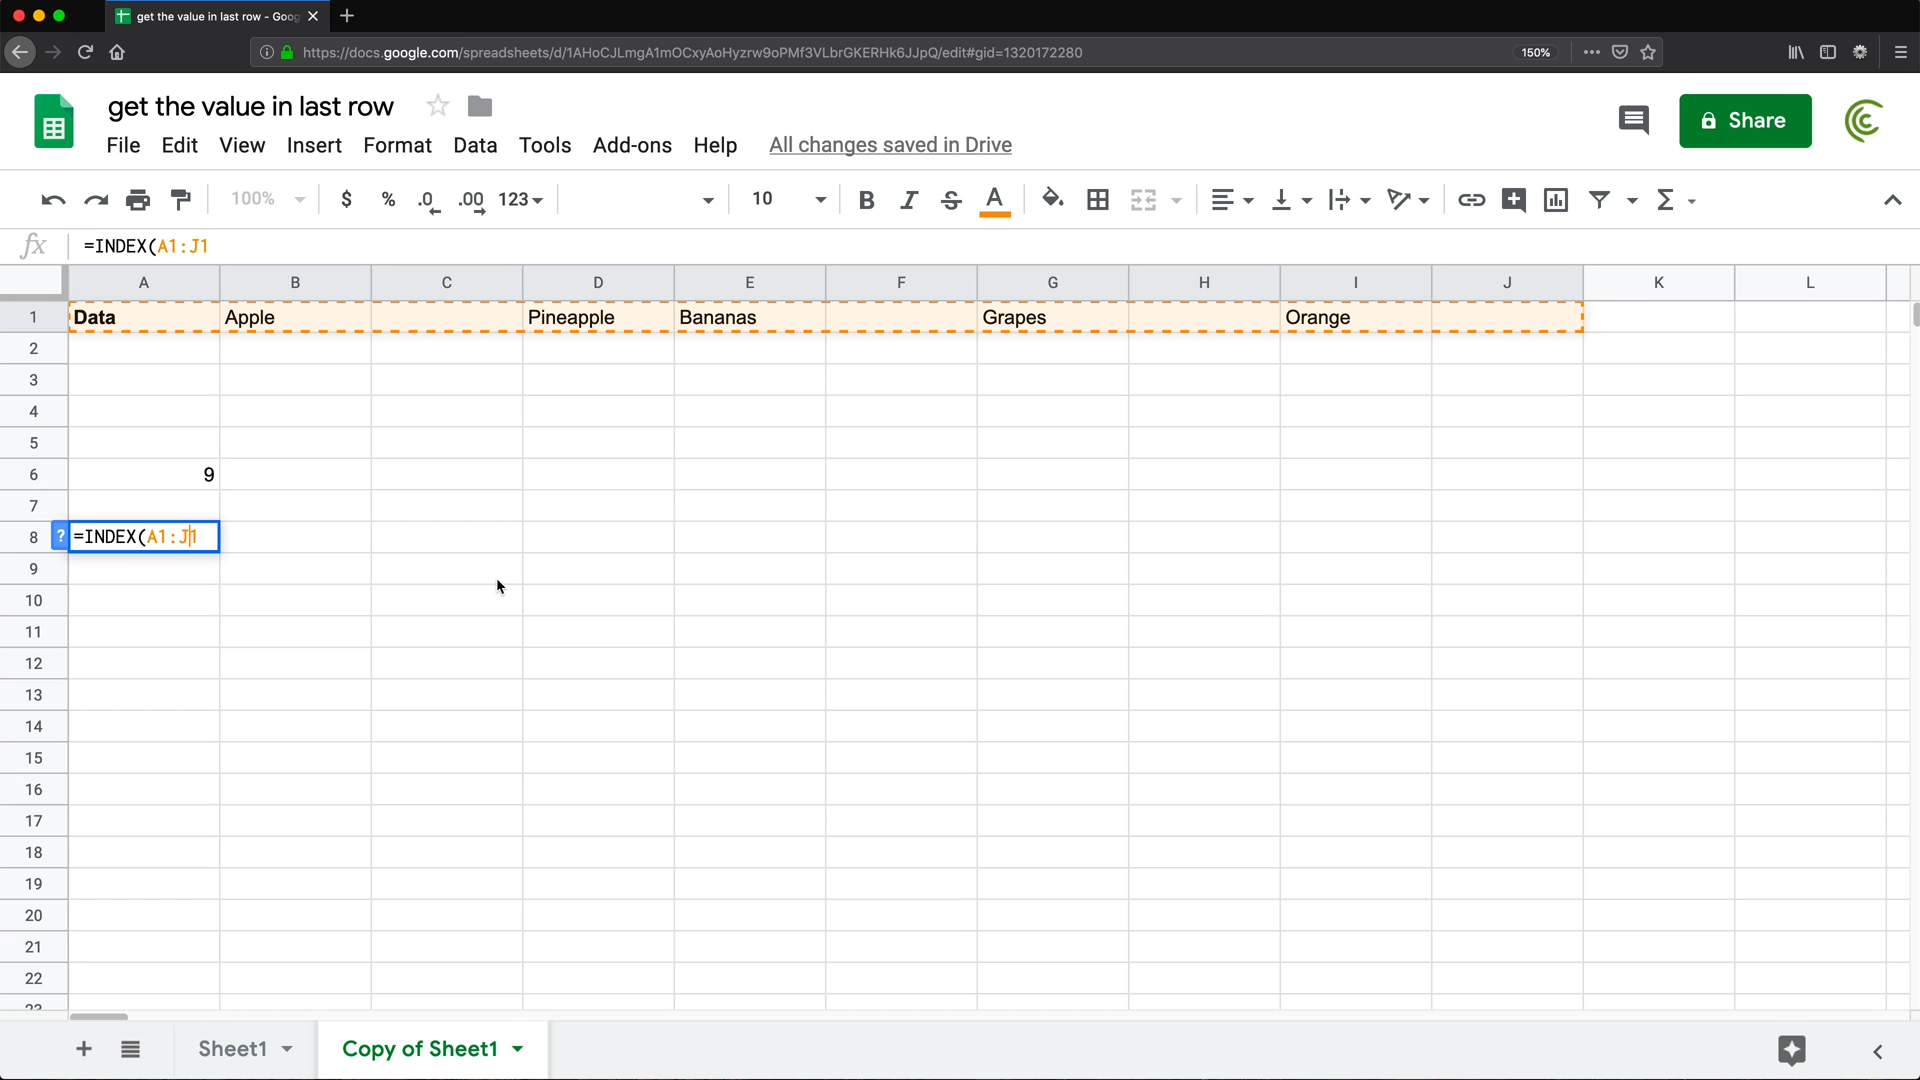 get the value in last row - Goog
https://docs.google.com/spreadsheets/d/1AHoCJLmgA1mOCxyAoHyzrw9oPMf3VLbrGKERHk6JJpQ/edit#gid=1320172280
150%
get the value in last row
Share
File Edit View Insert Format Data Tools Add-ons Help All changes saved in Drive
100% $ % .0 .00 123 10 B I S A Σ
fx =INDEX(A1:J1
A B C D E F G H I J K L
1 Data Apple Pineapple Bananas Grapes Orange
2
3
4
5
6 9
7
8 ? =INDEX(A1:J1
9
10
11
12
13
14
15
16
17
18
19
20
21
22
23
Sheet1 Copy of Sheet1